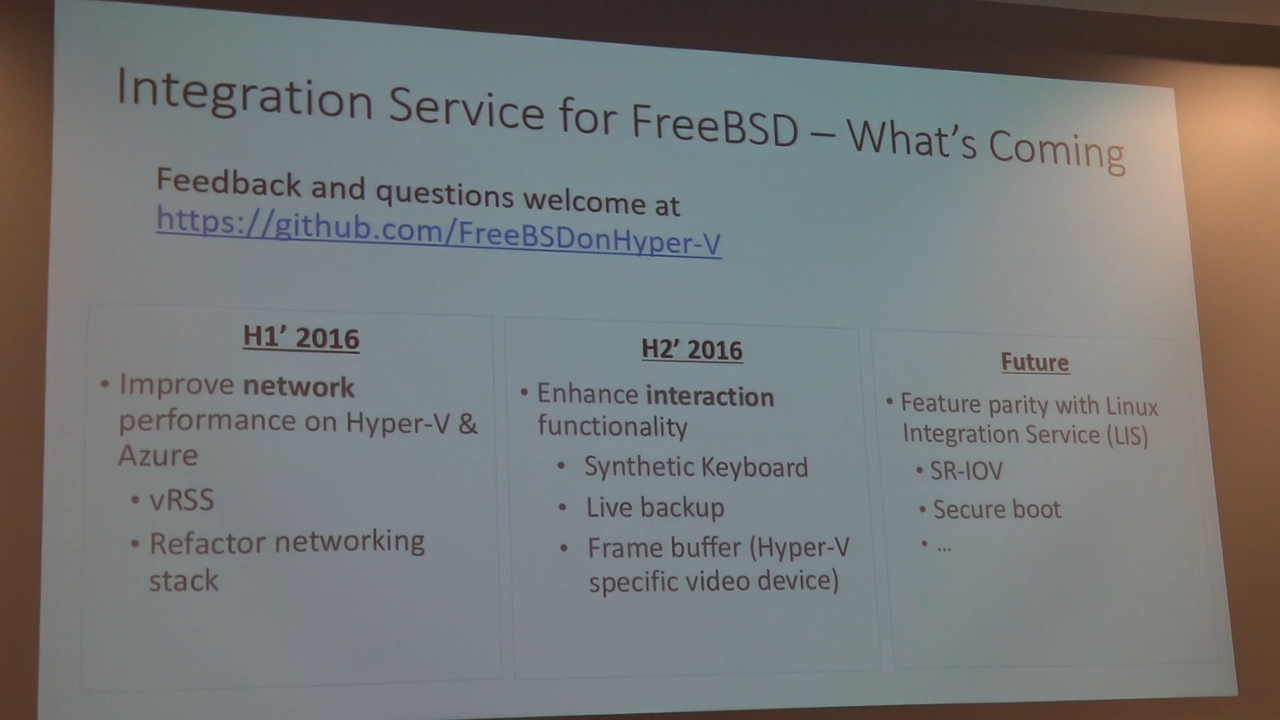 Integration Service for FreeBSD – What's Coming
Feedback and questions welcome at
https://github.com/FreeBSDonHyper-V
H1' 2016
• Improve network
performance on Hyper-V &
Azure
• vRSS
• Refactor networking
stack
H2' 2016
• Enhance interaction
functionality
• Synthetic Keyboard
• Live backup
• Frame buffer (Hyper-V
specific video device)
Future
• Feature parity with Linux
Integration Service (LIS)
• SR-IOV
• Secure boot
• ...